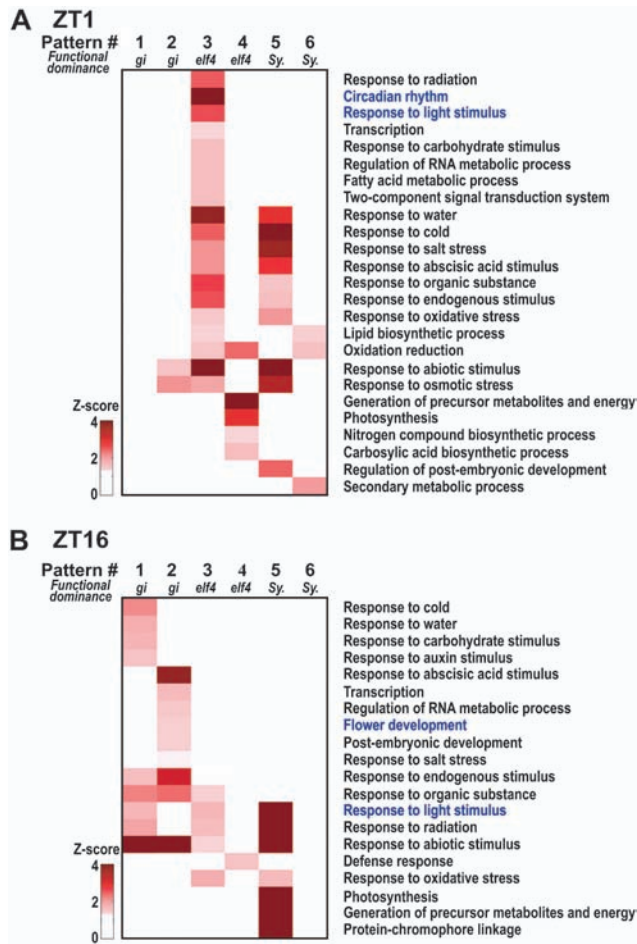 A ZT1
Pattern # 1 2 3 4 5 6
Functional dominance gi gi elf4 elf4 Sy. Sy.
Response to radiation
Circadian rhythm
Response to light stimulus
Transcription
Response to carbohydrate stimulus
Regulation of RNA metabolic process
Fatty acid metabolic process
Two-component signal transduction system
Response to water
Response to cold
Response to salt stress
Response to abscisic acid stimulus
Response to organic substance
Response to endogenous stimulus
Response to oxidative stress
Lipid biosynthetic process
Oxidation reduction
Response to abiotic stimulus
Response to osmotic stress
Generation of precursor metabolites and energy
Photosynthesis
Nitrogen compound biosynthetic process
Carbosylic acid biosynthetic process
Regulation of post-embryonic development
Secondary metabolic process
Z-score
4
2
0
B ZT16
Pattern # 1 2 3 4 5 6
Functional dominance gi gi elf4 elf4 Sy. Sy.
Response to cold
Response to water
Response to carbohydrate stimulus
Response to auxin stimulus
Response to abscisic acid stimulus
Transcription
Regulation of RNA metabolic process
Flower development
Post-embryonic development
Response to salt stress
Response to endogenous stimulus
Response to organic substance
Response to light stimulus
Response to radiation
Response to abiotic stimulus
Defense response
Response to oxidative stress
Photosynthesis
Generation of precursor metabolites and energy
Protein-chromophore linkage
Z-score
4
2
0